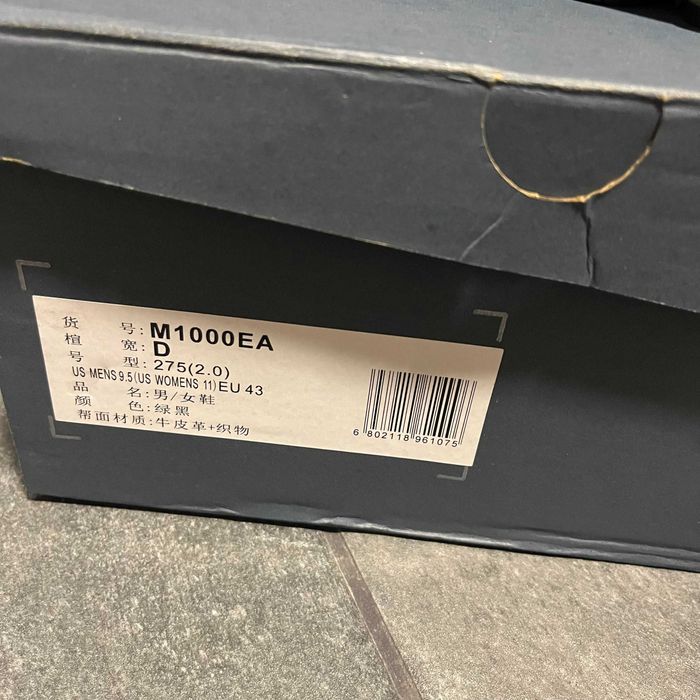 货 号: M1000EA
楦 宽: D
号 型: 275(2.0)
US MENS 9.5(US WOMENS 11) EU 43
品 名: 男/女鞋
颜 色: 绿黑
帮面材质: 牛皮革+织物
6 802118 961075